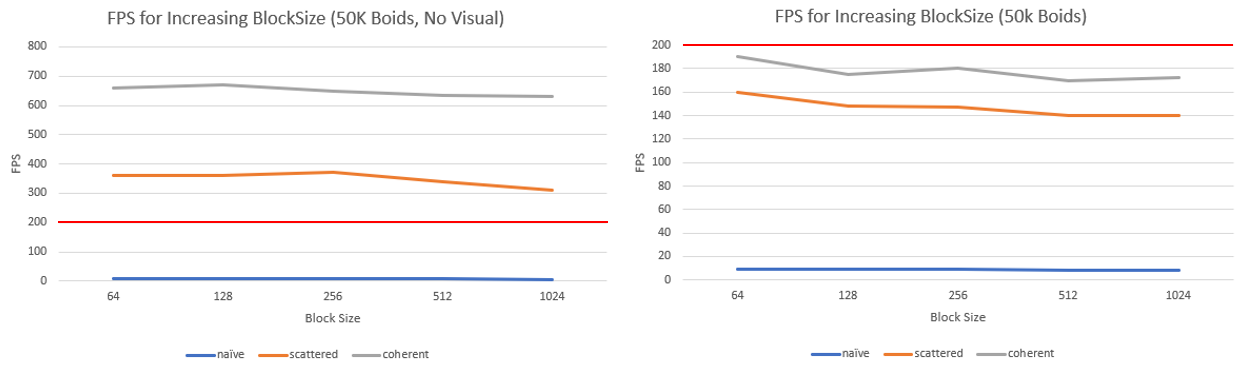 FPS for Increasing BlockSize (50K Boids, No Visual)
800
700
600
500
400
300
200
100
0
FPS
64 128 256 512 1024
Block Size
naïve scattered coherent
FPS for Increasing BlockSize (50k Boids)
200
180
160
140
120
100
80
60
40
20
0
FPS
64 128 256 512 1024
Block Size
naïve scattered coherent